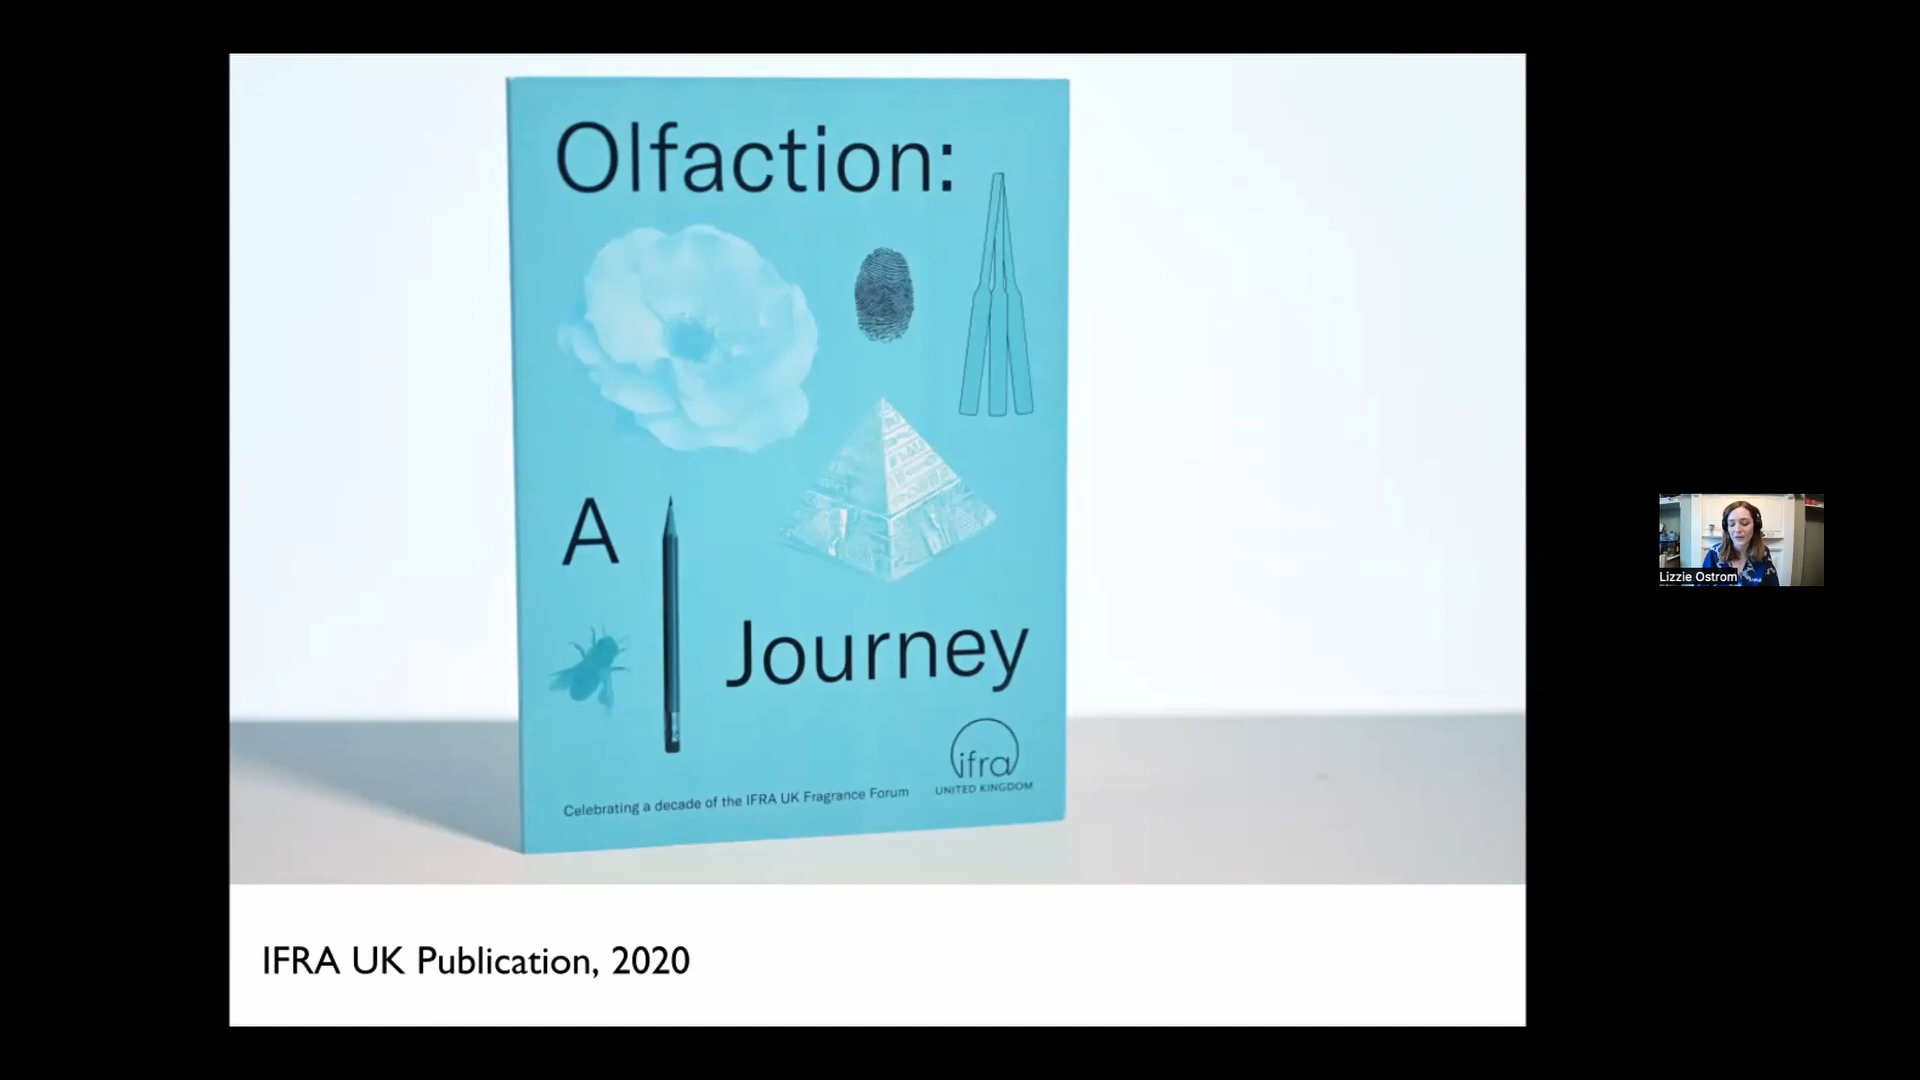 Olfaction:
A
Journey
ifra
UNITED KINGDOM
Celebrating a decade of the IFRA UK Fragrance Forum
IFRA UK Publication, 2020
Lizzie Ostrom